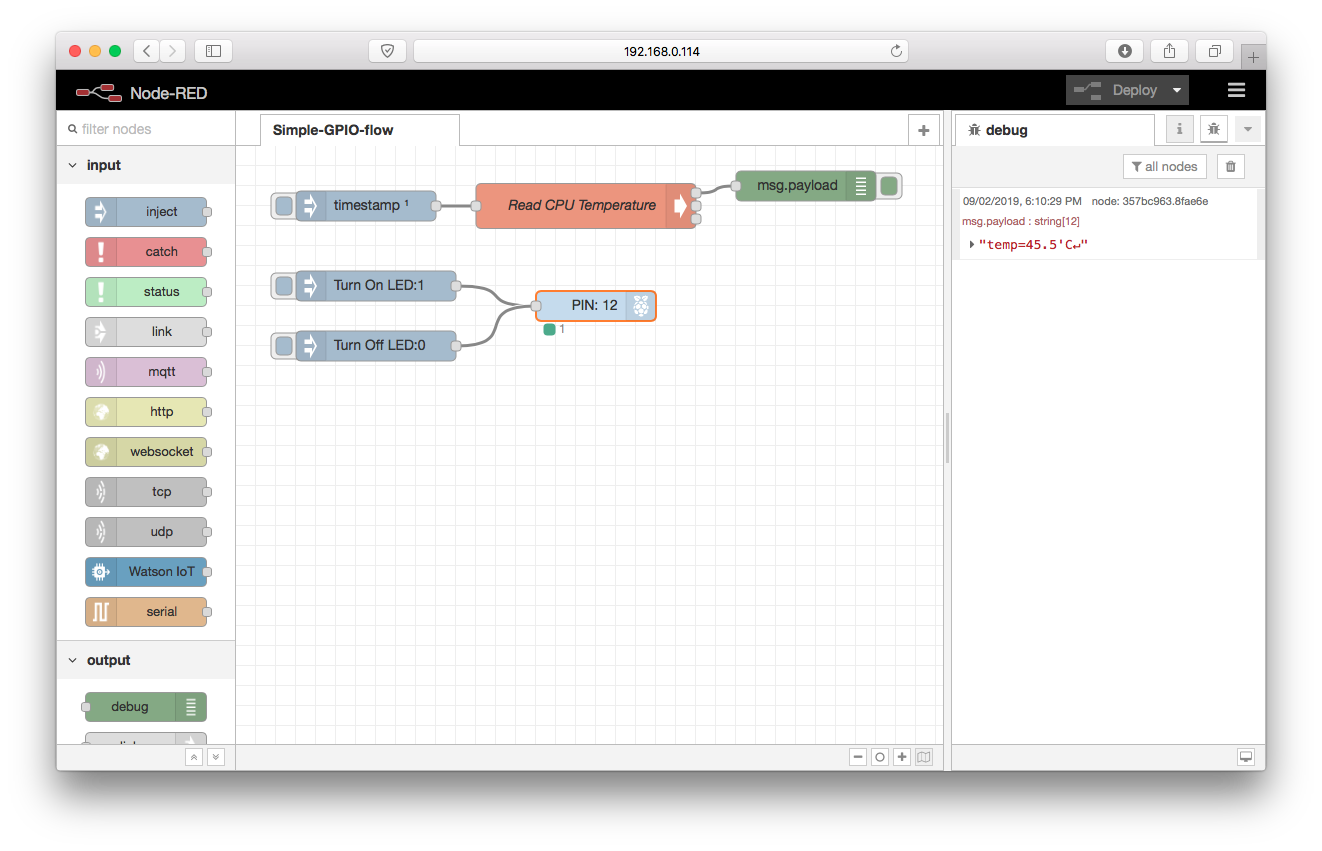 192.168.0.114
Node-RED
Deploy
filter nodes
Simple-GPIO-flow
debug
input
all nodes
inject
catch
status
link
mqtt
http
websocket
tcp
udp
Watson IoT
serial
output
debug
timestamp ¹
Read CPU Temperature
msg.payload
Turn On LED:1
PIN: 12
1
Turn Off LED:0
09/02/2019, 6:10:29 PM node: 357bc963.8fae6e
msg.payload : string[12]
"temp=45.5'C↵"